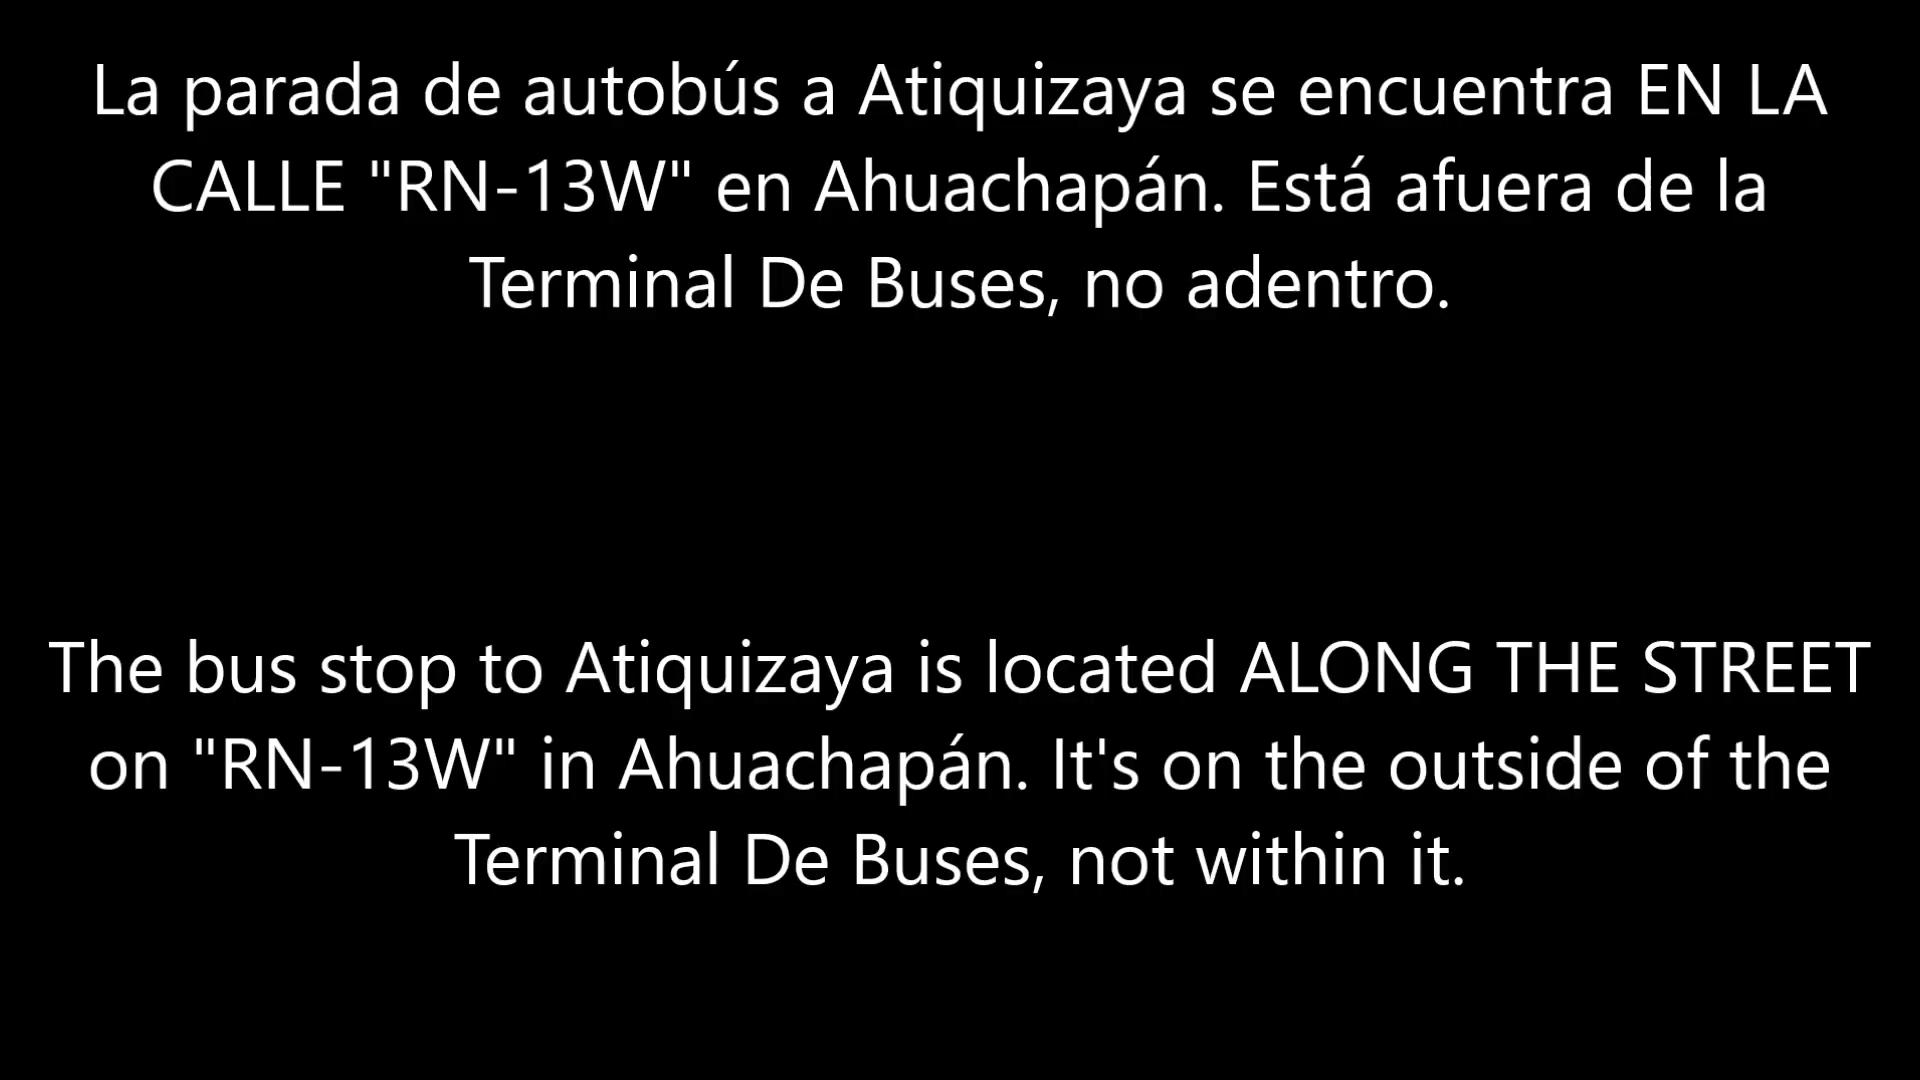 La parada de autobús a Atiquizaya se encuentra EN LA
CALLE "RN-13W" en Ahuachapán. Está afuera de la
Terminal De Buses, no adentro.
The bus stop to Atiquizaya is located ALONG THE STREET
on "RN-13W" in Ahuachapán. It's on the outside of the
Terminal De Buses, not within it.